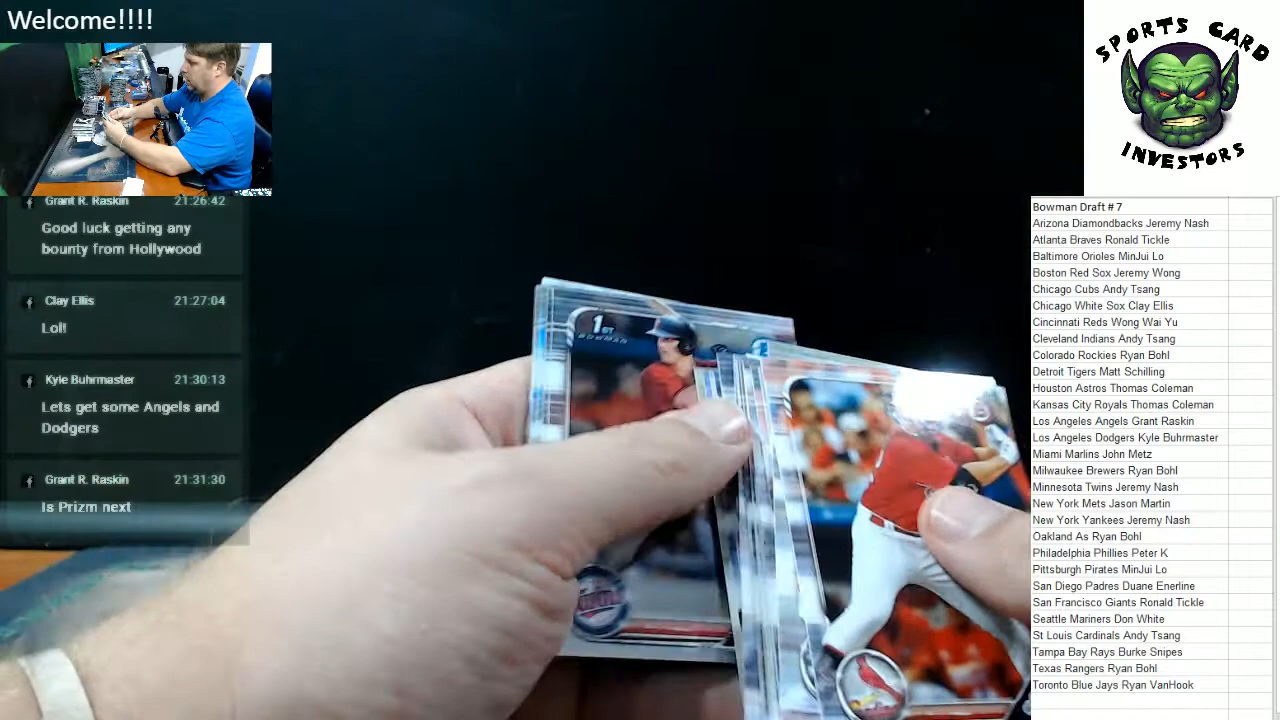 Welcome!!!!
SPORTS CARD
INVESTORS
Grant R. Raskin 21:26:42
Good luck getting any
bounty from Hollywood
Clay Ellis 21:27:04
Lol!
Kyle Buhrmaster 21:30:13
Lets get some Angels and
Dodgers
Grant R. Raskin 21:31:30
Is Prizm next
1ST
BOWMAN
Bowman Draft # 7
Arizona Diamondbacks Jeremy Nash
Atlanta Braves Ronald Tickle
Baltimore Orioles MinJui Lo
Boston Red Sox Jeremy Wong
Chicago Cubs Andy Tsang
Chicago White Sox Clay Ellis
Cincinnati Reds Wong Wai Yu
Cleveland Indians Andy Tsang
Colorado Rockies Ryan Bohl
Detroit Tigers Matt Schilling
Houston Astros Thomas Coleman
Kansas City Royals Thomas Coleman
Los Angeles Angels Grant Raskin
Los Angeles Dodgers Kyle Buhrmaster
Miami Marlins John Metz
Milwaukee Brewers Ryan Bohl
Minnesota Twins Jeremy Nash
New York Mets Jason Martin
New York Yankees Jeremy Nash
Oakland As Ryan Bohl
Philadelphia Phillies Peter K
Pittsburgh Pirates MinJui Lo
San Diego Padres Duane Enerline
San Francisco Giants Ronald Tickle
Seattle Mariners Don White
St Louis Cardinals Andy Tsang
Tampa Bay Rays Burke Snipes
Texas Rangers Ryan Bohl
Toronto Blue Jays Ryan VanHook